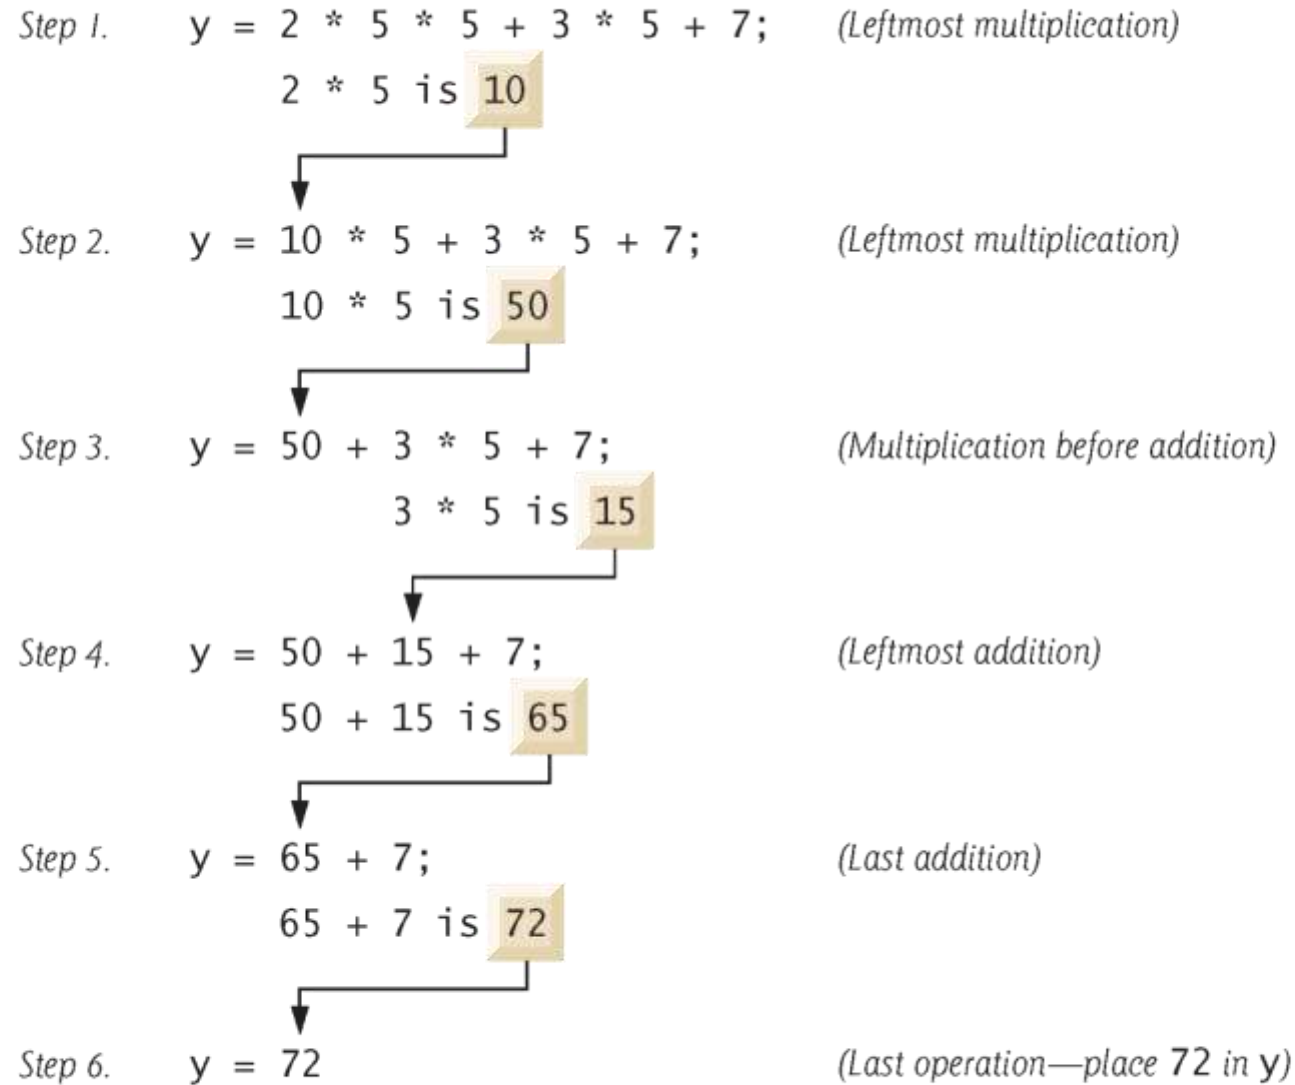 Step 1. y = 2 * 5 * 5 + 3 * 5 + 7; (Leftmost multiplication)
2 * 5 is 10
Step 2. y = 10 * 5 + 3 * 5 + 7; (Leftmost multiplication)
10 * 5 is 50
Step 3. y = 50 + 3 * 5 + 7; (Multiplication before addition)
3 * 5 is 15
Step 4. y = 50 + 15 + 7; (Leftmost addition)
50 + 15 is 65
Step 5. y = 65 + 7; (Last addition)
65 + 7 is 72
Step 6. y = 72 (Last operation—place 72 in y)